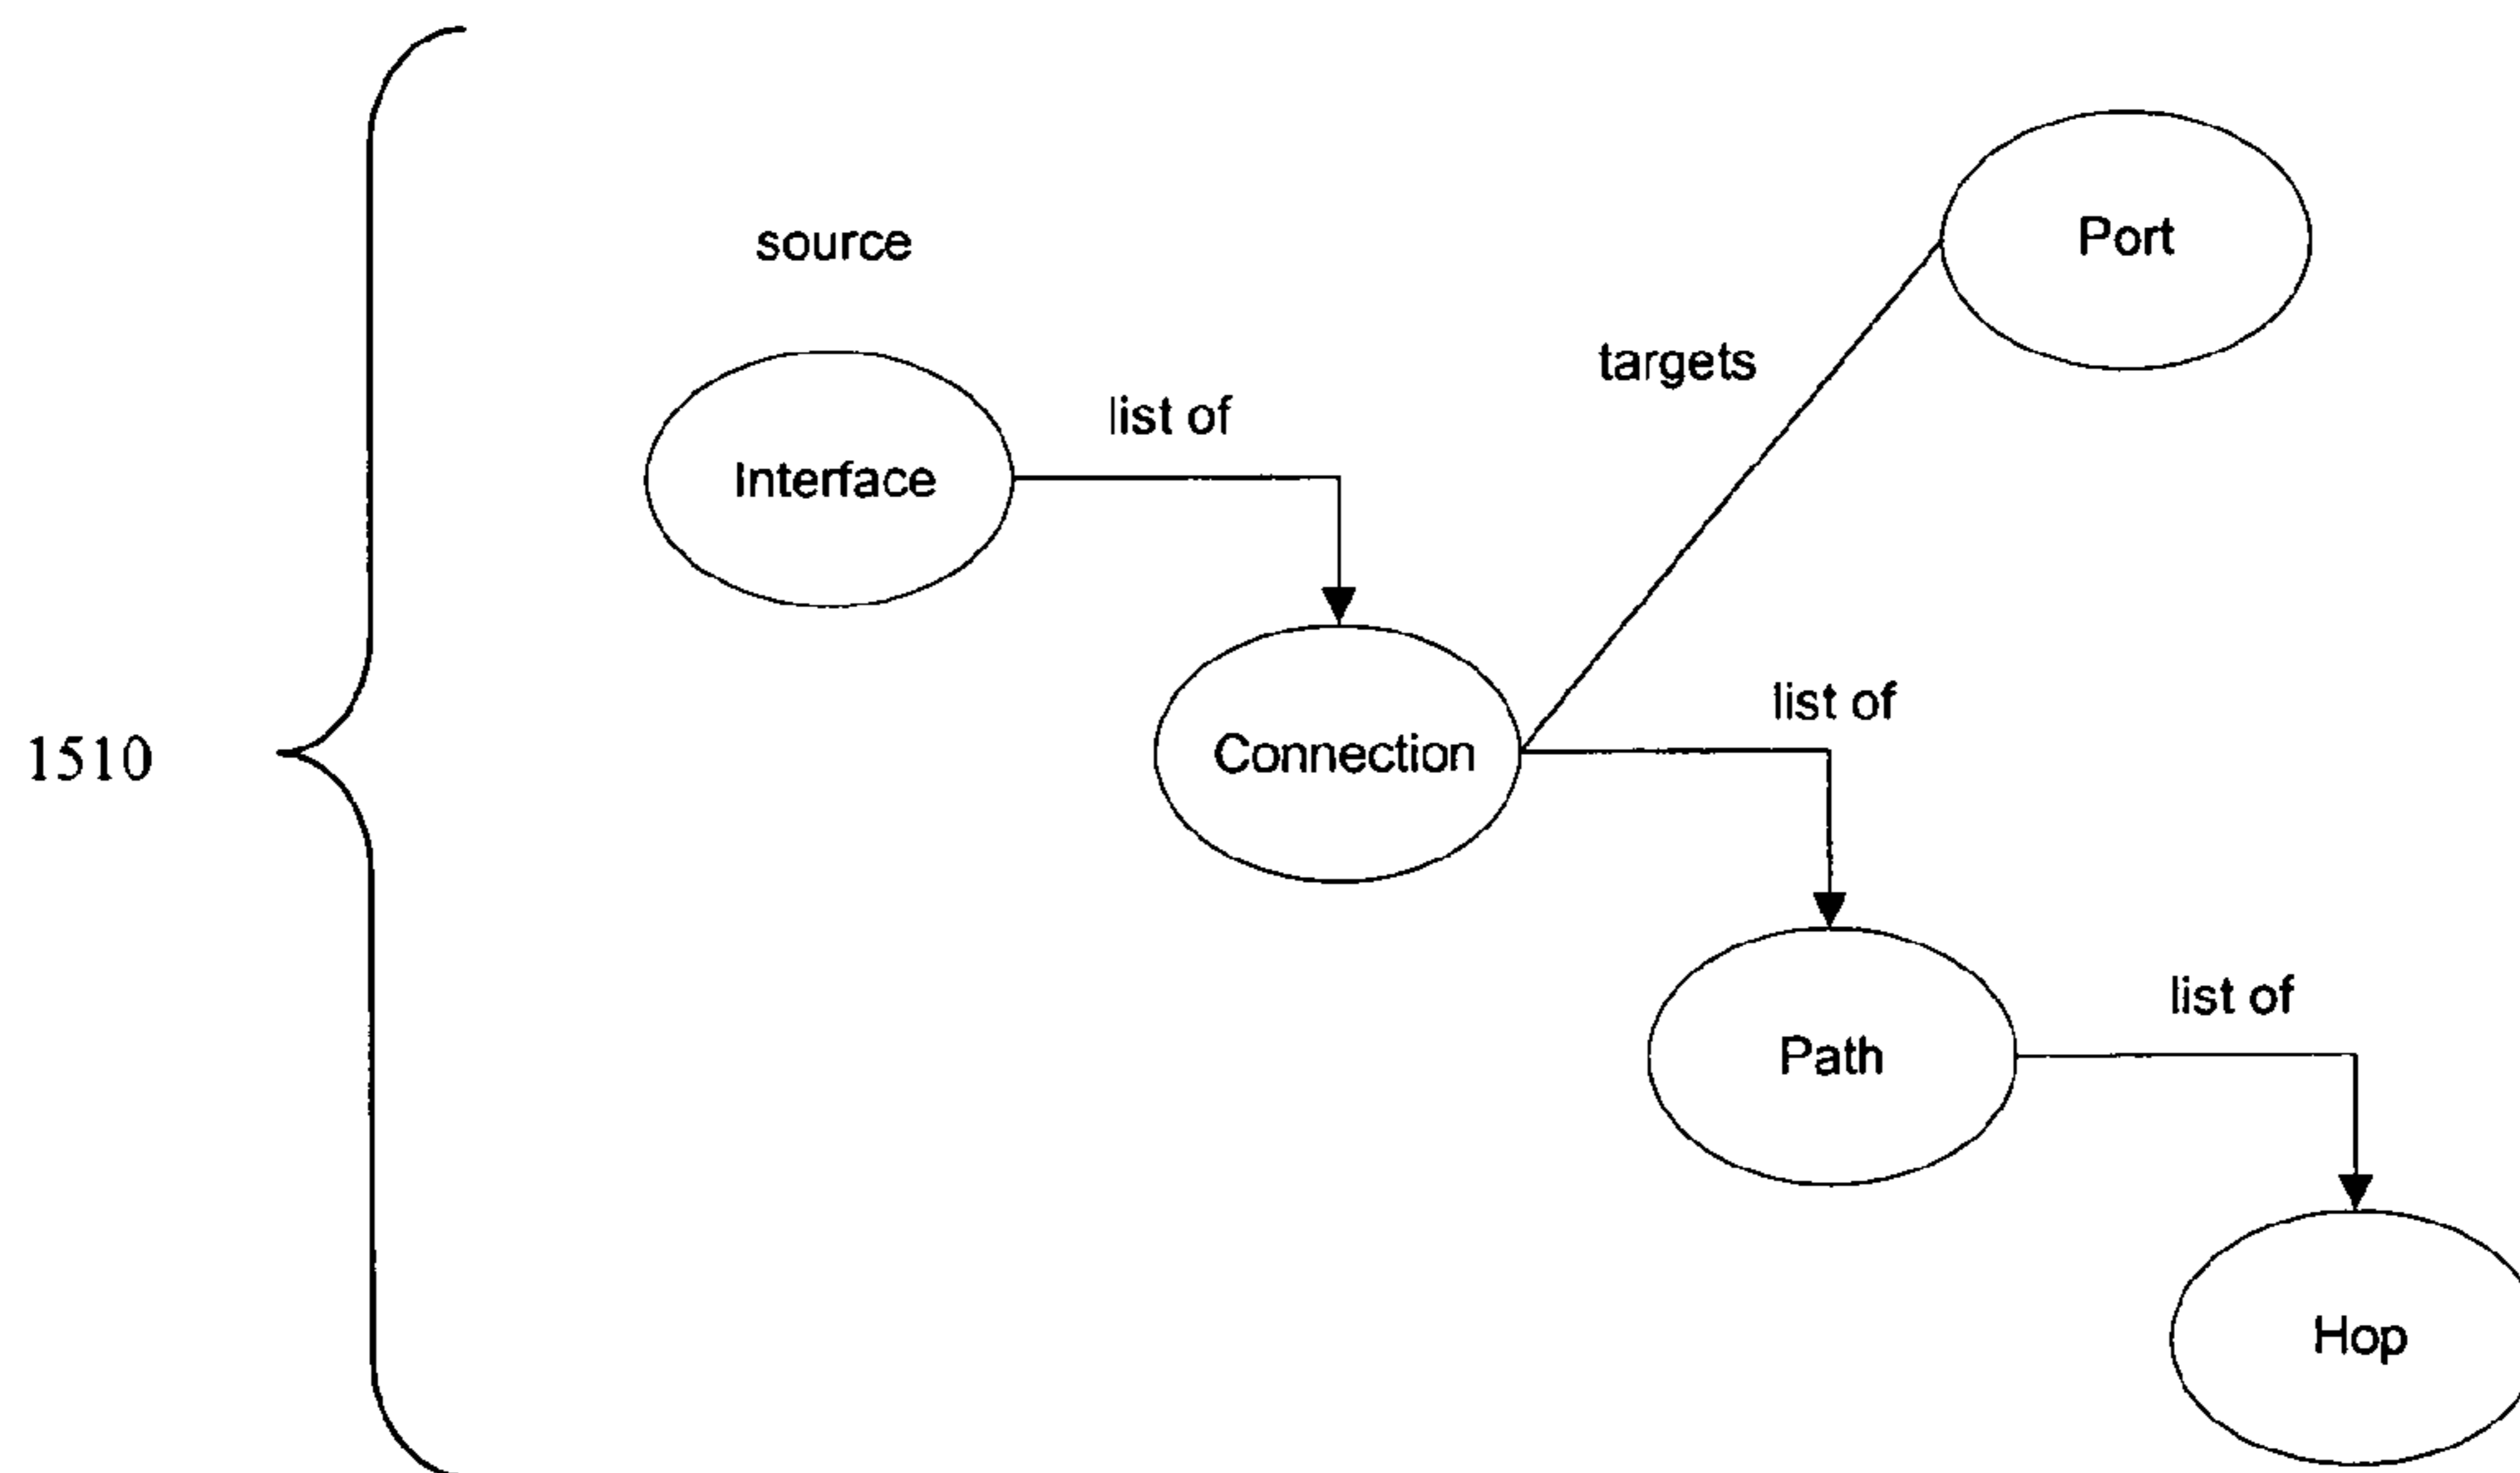 source
Port
targets
list of
Interface
list of
1510
Connection
list of
Path
Hop